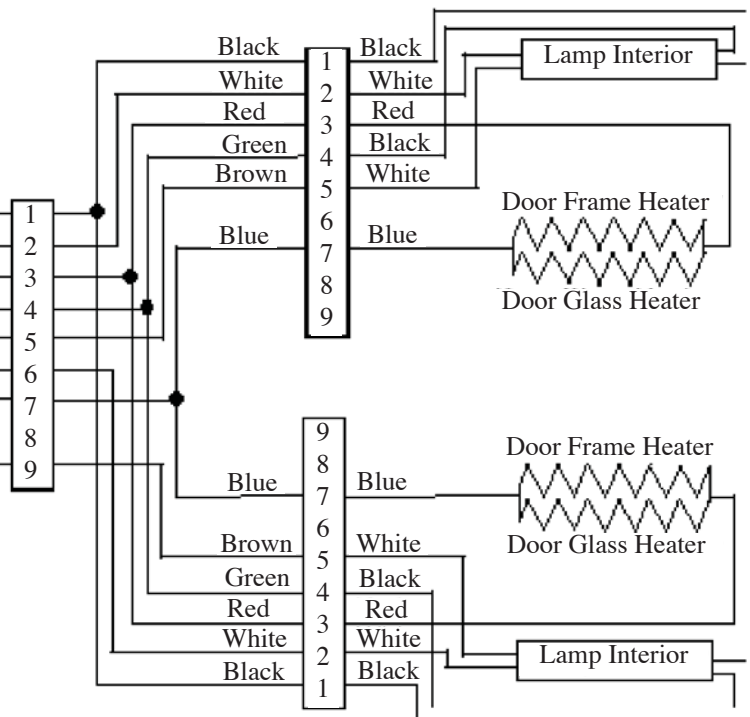 Black
White
Red
Green
Brown
Blue
1
2
3
4
5
6
7
8
9
Black
White
Red
Black
White
Blue
Lamp Interior
Door Frame Heater
Door Glass Heater
1
2
3
4
5
6
7
8
9
Blue
Brown
Green
Red
White
Black
9
8
7
6
5
4
3
2
1
Blue
White
Black
Red
White
Black
Door Frame Heater
Door Glass Heater
Lamp Interior